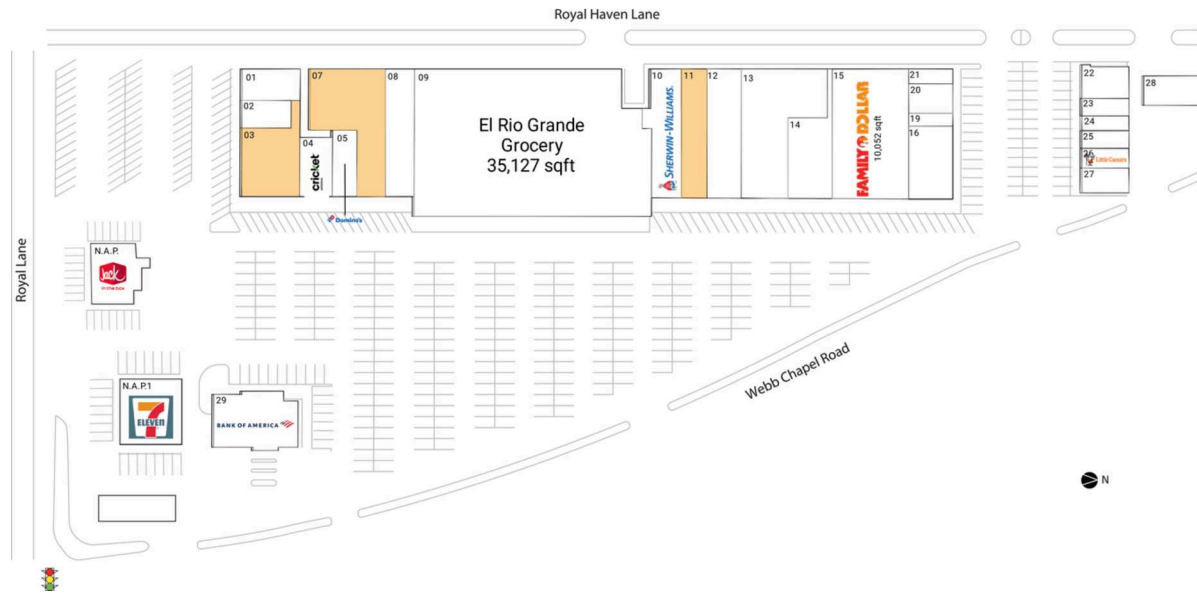 Royal Haven Lane
01
07
08
09
10
11
12
13
15
21
22
02
20
28
03
04
05
14
19
23
24
16
25
26
27
El Rio Grande
Grocery
35,127 sqft
cricket
Domino's
SHERWIN-WILLIAMS.
FAMILY DOLLAR
10,052 sqft
Little Caesars
Royal Lane
N.A.P.
Jack
in the box
N.A.P.1
7
ELEVEN
29
BANK OF AMERICA
Webb Chapel Road
N